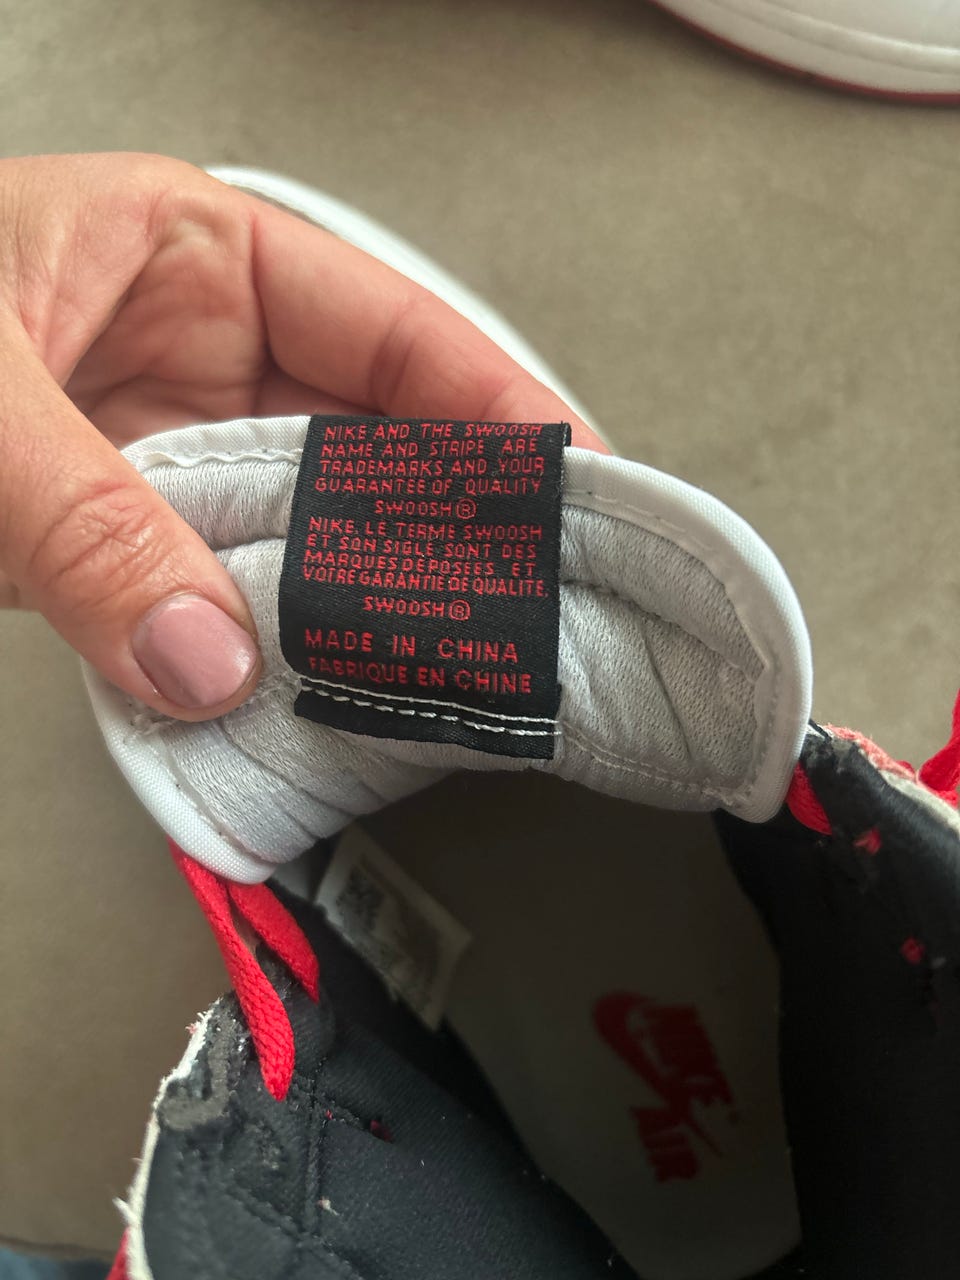 NIKE AND THE SWOOSH
NAME AND STRIPE ARE
TRADEMARKS AND YOUR
GUARANTEE OF QUALITY
SWOOSH®
NIKE, LE TERME SWOOSH
ET SON SIGLE SONT DES
MARQUES DEPOSEES ET
VOTRE GARANTIE DE QUALITE.
SWOOSH®
MADE IN CHINA
FABRIQUE EN CHINE
NIKE
AIR